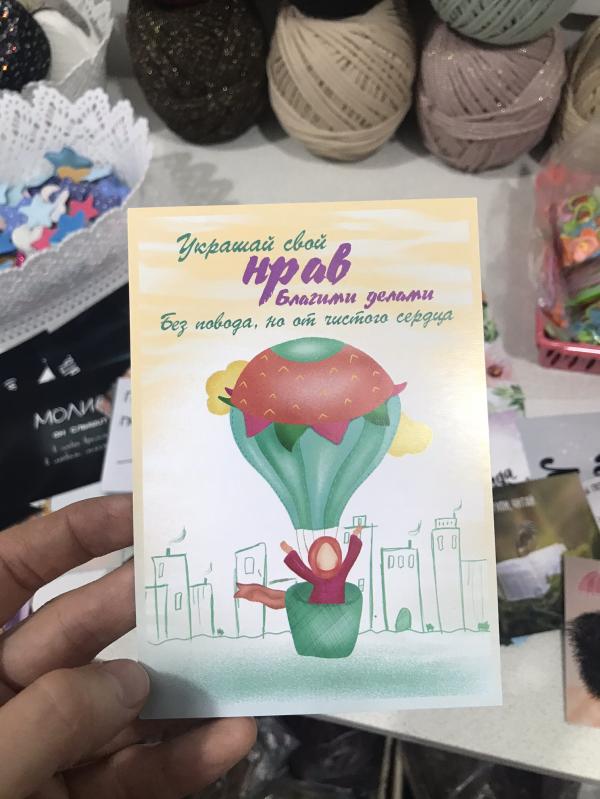 Украшай свой
нрав
Благими делами
Без повода, но от чистого сердца